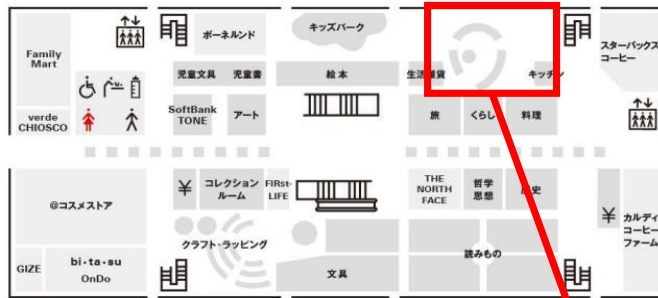 Family
Mart
verde
CHIOSCO
ボーネルンド
キッズパーク
児童文具
児童書
絵本
生活雑貨
キッチン
スターバックス
コーヒー
SoftBank
TONE
アート
旅
くらし
料理
@コスメストア
¥
コレクション
ルーム
FIRst-
LIFE
THE
NORTH
FACE
哲学
思想
¥
カルディ
コーヒー
ファーム
クラフト・ラッピング
読みもの
GIZE
bi・ta・su
OnDo
文具